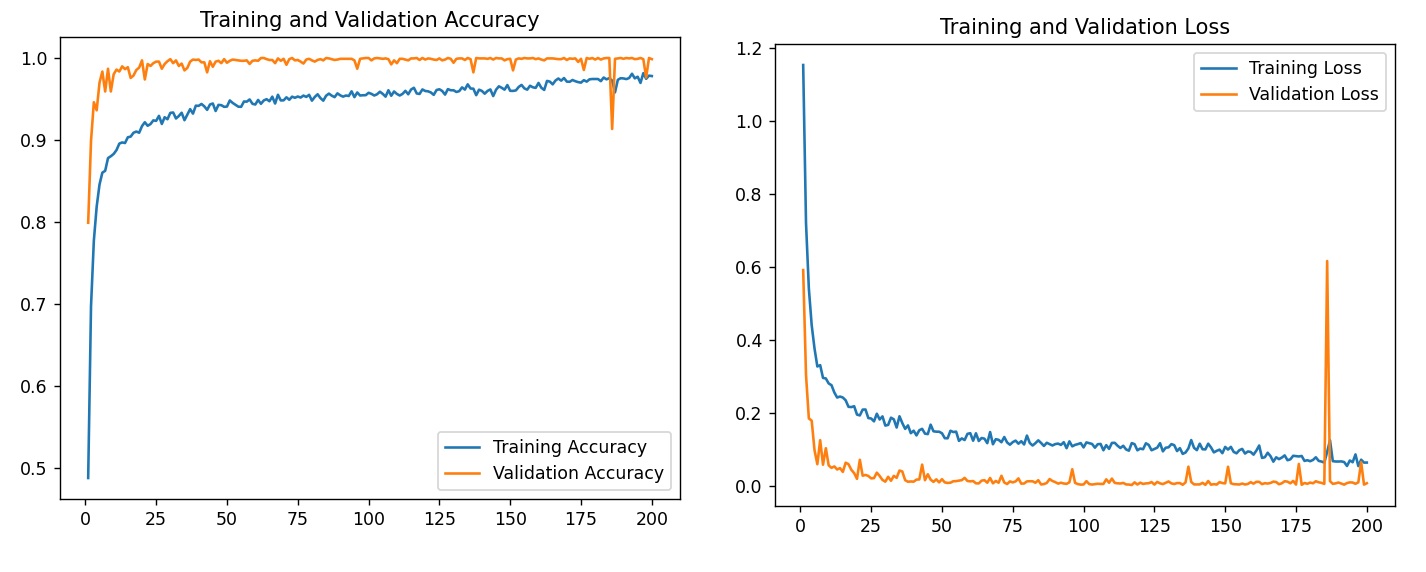 Training and Validation Accuracy
1.0
0.9
0.8
0.7
0.6
0.5
0 25 50 75 100 125 150 175 200
Training Accuracy
Validation Accuracy
Training and Validation Loss
1.2
1.0
0.8
0.6
0.4
0.2
0.0
0 25 50 75 100 125 150 175 200
Training Loss
Validation Loss